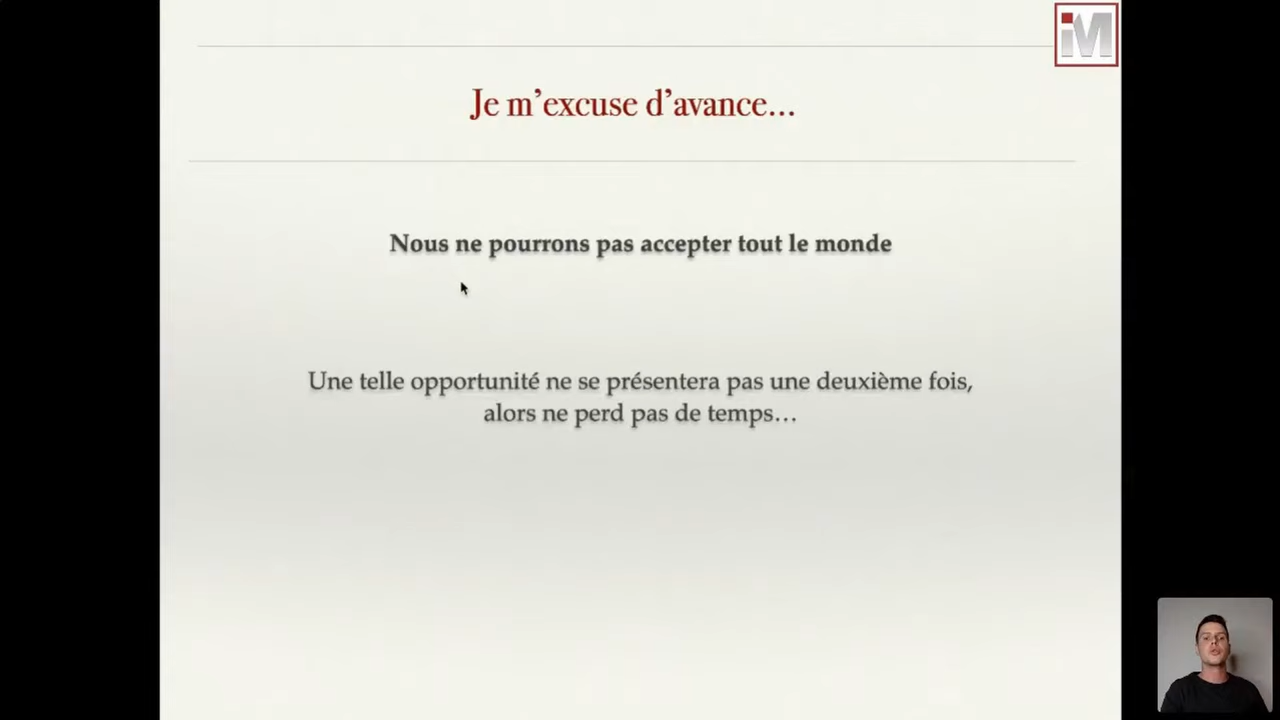 iM
Je m’excuse d’avance…
Nous ne pourrons pas accepter tout le monde
Une telle opportunité ne se présentera pas une deuxième fois,
alors ne perd pas de temps…